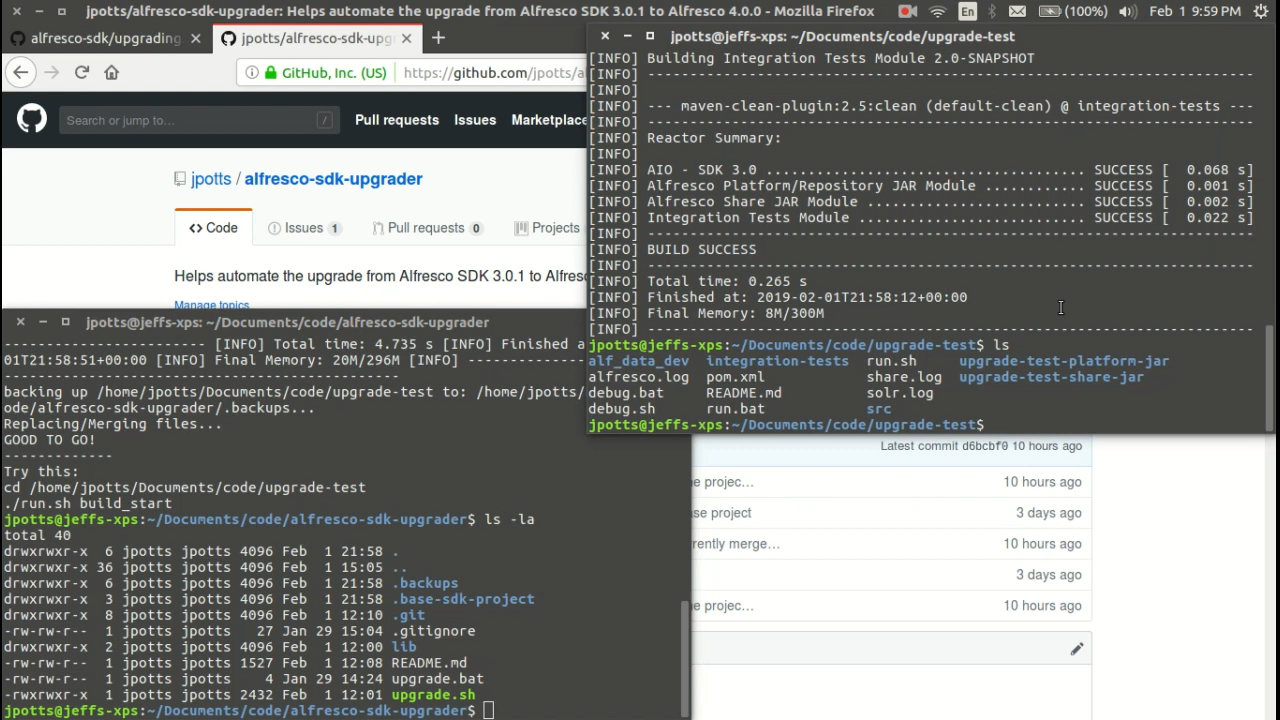 jpotts/alfresco-sdk-upgrader: Helps automate the upgrade from Alfresco SDK 3.0.1 to Alfresco 4.0.0 - Mozilla Firefox
En
(100%)
Feb 1 9:59 PM
alfresco-sdk/upgrading
jpotts/alfresco-sdk-upg
GitHub, Inc. (US)
https://github.com/jpotts/a
Search or jump to…
/
Pull requests
Issues
Marketplace
jpotts / alfresco-sdk-upgrader
Code
Issues 1
Pull requests 0
Projects
Helps automate the upgrade from Alfresco SDK 3.0.1 to Alfresc
Manage topics
jpotts@jeffs-xps: ~/Documents/code/upgrade-test
[INFO] Building Integration Tests Module 2.0-SNAPSHOT
[INFO] ------------------------------------------------------------------------
[INFO]
[INFO] --- maven-clean-plugin:2.5:clean (default-clean) @ integration-tests ---
[INFO] ------------------------------------------------------------------------
[INFO] Reactor Summary:
[INFO]
[INFO] AIO - SDK 3.0 ...................................... SUCCESS [  0.068 s]
[INFO] Alfresco Platform/Repository JAR Module ............ SUCCESS [  0.001 s]
[INFO] Alfresco Share JAR Module .......................... SUCCESS [  0.002 s]
[INFO] Integration Tests Module ........................... SUCCESS [  0.022 s]
[INFO] ------------------------------------------------------------------------
[INFO] BUILD SUCCESS
[INFO] ------------------------------------------------------------------------
[INFO] Total time: 0.265 s
[INFO] Finished at: 2019-02-01T21:58:12+00:00
[INFO] Final Memory: 8M/300M
[INFO] ------------------------------------------------------------------------
jpotts@jeffs-xps:~/Documents/code/upgrade-test$ ls
alf_data_dev  integration-tests  run.sh     upgrade-test-platform-jar
alfresco.log  pom.xml            share.log  upgrade-test-share-jar
debug.bat     README.md          solr.log
debug.sh      run.bat            src
jpotts@jeffs-xps:~/Documents/code/upgrade-test$
jpotts@jeffs-xps: ~/Documents/code/alfresco-sdk-upgrader
------------------------ [INFO] Total time: 4.735 s [INFO] Finished a
01T21:58:51+00:00 [INFO] Final Memory: 20M/296M [INFO] -------------
--------------------------------------------
backing up /home/jpotts/Documents/code/upgrade-test to: /home/jpotts/
ode/alfresco-sdk-upgrader/.backups...
Replacing/Merging files...
GOOD TO GO!
-------------
Try this:
cd /home/jpotts/Documents/code/upgrade-test
./run.sh build_start
jpotts@jeffs-xps:~/Documents/code/alfresco-sdk-upgrader$ ls -la
total 40
drwxrwxr-x  6 jpotts jpotts 4096 Feb  1 21:58 .
drwxrwxr-x 36 jpotts jpotts 4096 Feb  1 15:05 ..
drwxrwxr-x  6 jpotts jpotts 4096 Feb  1 21:58 .backups
drwxrwxr-x  3 jpotts jpotts 4096 Feb  1 21:58 .base-sdk-project
drwxrwxr-x  8 jpotts jpotts 4096 Feb  1 12:10 .git
-rw-rw-r--  1 jpotts jpotts   27 Jan 29 15:04 .gitignore
drwxrwxr-x  2 jpotts jpotts 4096 Feb  1 12:00 lib
-rw-rw-r--  1 jpotts jpotts 1527 Feb  1 12:08 README.md
-rw-rw-r--  1 jpotts jpotts    4 Jan 29 14:24 upgrade.bat
-rwxrwxr-x  1 jpotts jpotts 2432 Feb  1 12:01 upgrade.sh
jpotts@jeffs-xps:~/Documents/code/alfresco-sdk-upgrader$
Latest commit d6bcbf0 10 hours ago
e projec… 10 hours ago
se project 3 days ago
rently merge… 10 hours ago
3 days ago
e projec… 10 hours ago